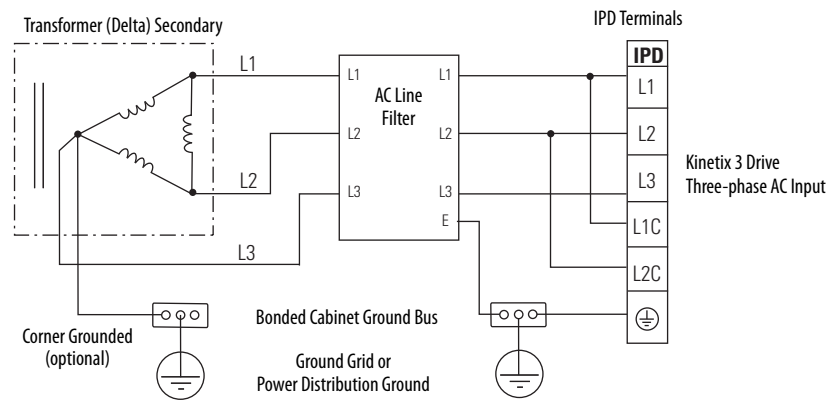 Transformer (Delta) Secondary
IPD Terminals
IPD
L1
L1
L1
AC Line
Filter
L1
L2
L2
L2
L2
Kinetix 3 Drive
Three-phase AC Input
L3
L3
L3
L3
E
L1C
L2C
Corner Grounded
(optional)
Bonded Cabinet Ground Bus
Ground Grid or
Power Distribution Ground